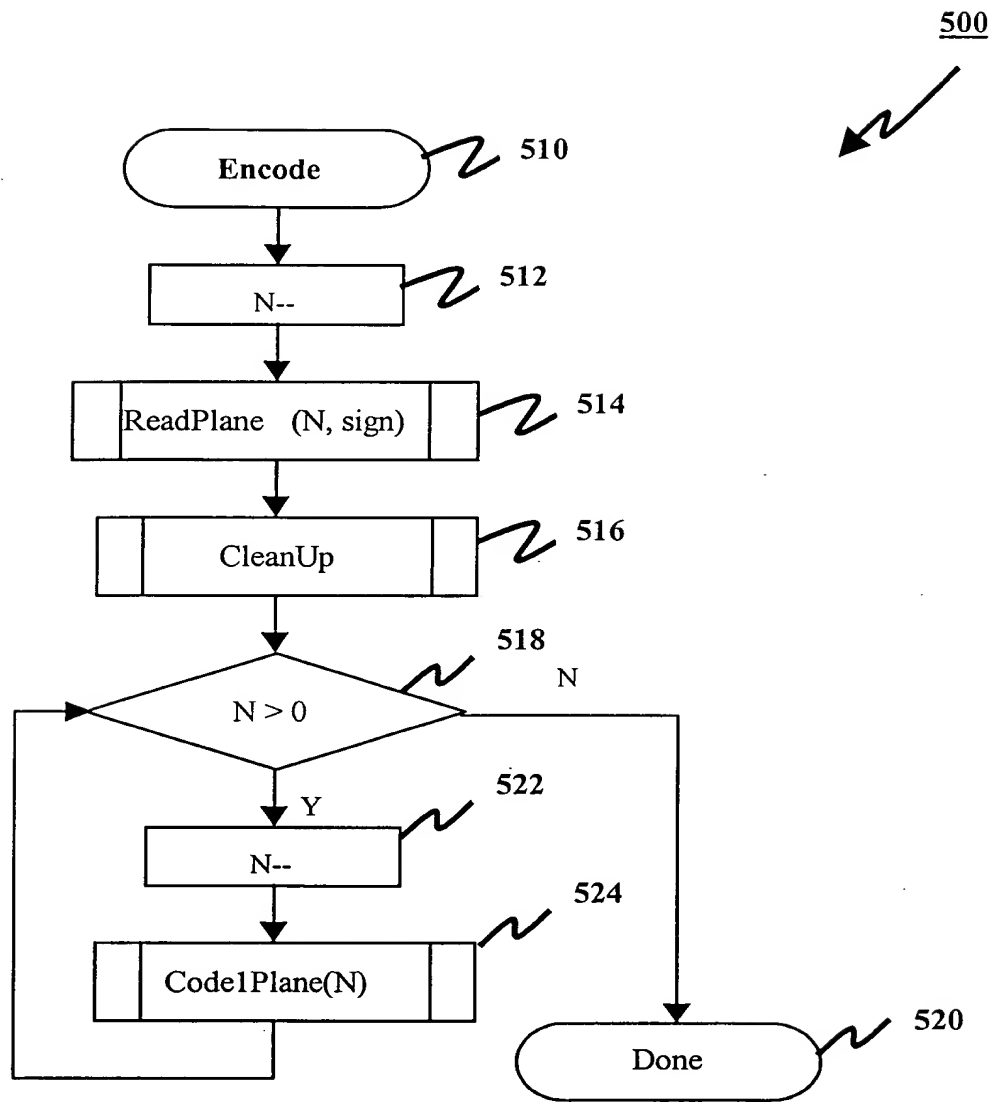 500
Encode
510
N--
512
ReadPlane (N, sign)
514
CleanUp
516
518
N > 0
N
Y
522
N--
524
Code1Plane(N)
Done
520